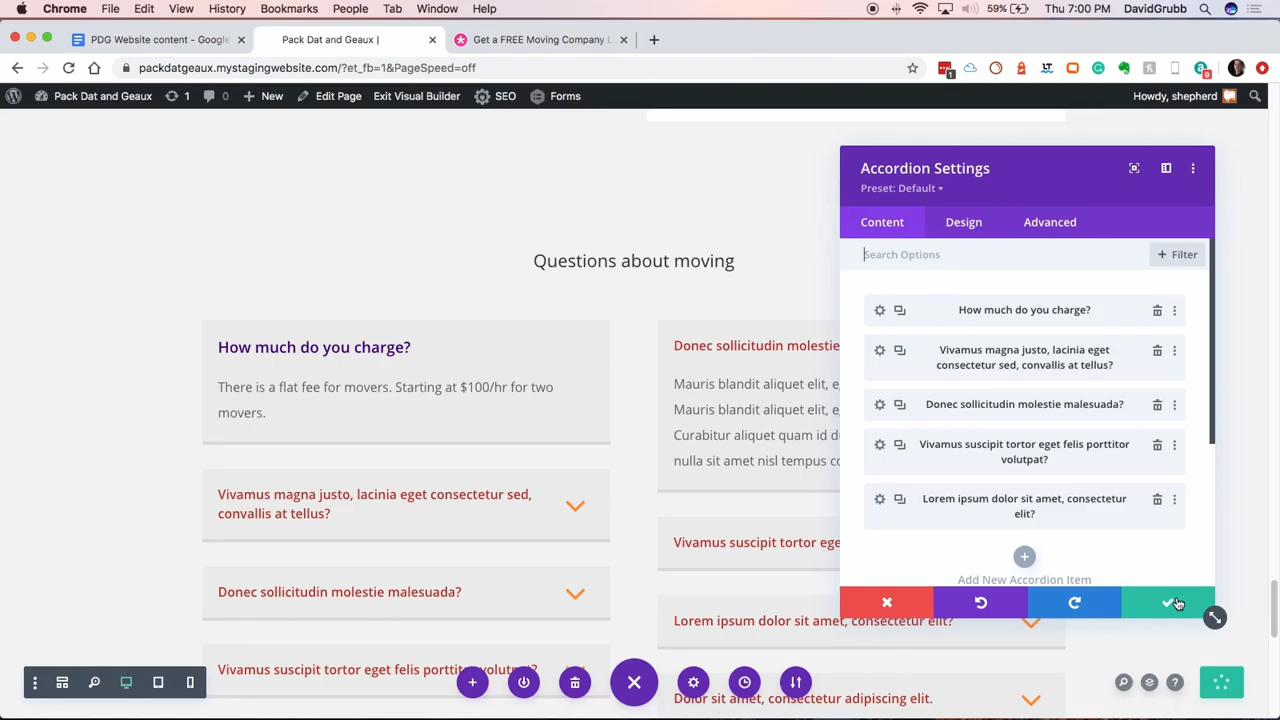 Chrome File Edit View History Bookmarks People Tab Window Help 59% Thu 7:00 PM DavidGrubb
PDG Website content - Google
Pack Dat and Geaux |
Get a FREE Moving Company L
packdatgeaux.mystagingwebsite.com/?et_fb=1&PageSpeed=off
1
9
Pack Dat and Geaux 1 New Edit Page Exit Visual Builder SEO Forms Howdy, shepherd
Questions about moving
How much do you charge?
There is a flat fee for movers. Starting at $100/hr for two
movers.
Vivamus magna justo, lacinia eget consectetur sed,
convallis at tellus?
Donec sollicitudin molestie malesuada?
Vivamus suscipit tortor eget felis porttitor volutpat?
Donec sollicitudin molestie
Mauris blandit aliquet elit,
Mauris blandit aliquet elit,
Curabitur aliquet quam id
nulla sit amet nisl tempus
Vivamus suscipit tortor
Lorem ipsum dolor sit amet, consectetur elit?
Dolor sit amet, consectetur adipiscing elit.
Accordion Settings
Preset: Default
Content Design Advanced
Search Options
+ Filter
How much do you charge?
Vivamus magna justo, lacinia eget
consectetur sed, convallis at tellus?
Donec sollicitudin molestie malesuada?
Vivamus suscipit tortor eget felis porttitor
volutpat?
Lorem ipsum dolor sit amet, consectetur
elit?
Add New Accordion Item